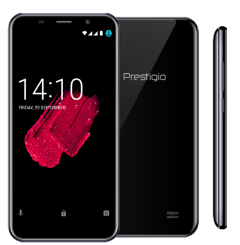 14:10
FRIDAY, 29 SEPTEMBER
Prestigio